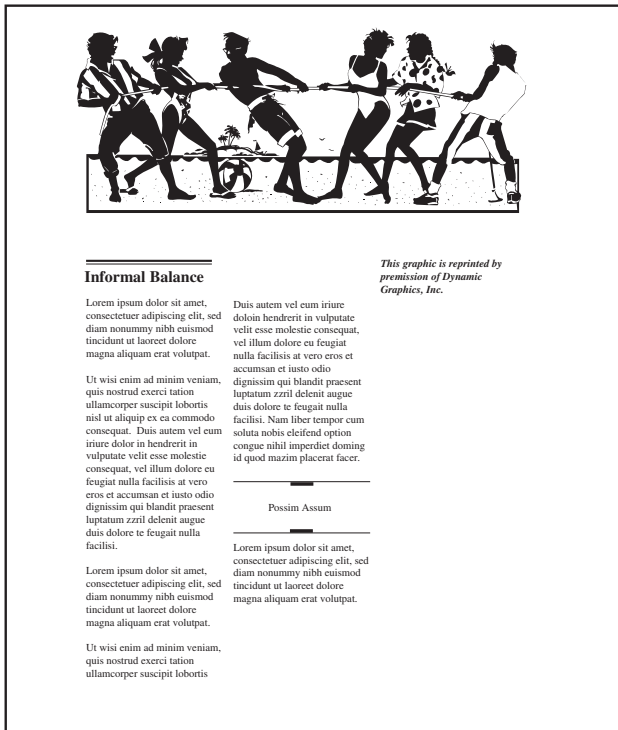 Informal Balance
Lorem ipsum dolor sit amet,
consectetuer adipiscing elit, sed
diam nonummy nibh euismod
tincidunt ut laoreet dolore
magna aliquam erat volutpat.
Ut wisi enim ad minim veniam,
quis nostrud exerci tation
ullamcorper suscipit lobortis
nisl ut aliquip ex ea commodo
consequat.  Duis autem vel eum
iriure dolor in hendrerit in
vulputate velit esse molestie
consequat, vel illum dolore eu
feugiat nulla facilisis at vero
eros et accumsan et iusto odio
dignissim qui blandit praesent
luptatum zzril delenit augue
duis dolore te feugait nulla
facilisi.
Lorem ipsum dolor sit amet,
consectetuer adipiscing elit, sed
diam nonummy nibh euismod
tincidunt ut laoreet dolore
magna aliquam erat volutpat.
Ut wisi enim ad minim veniam,
quis nostrud exerci tation
ullamcorper suscipit lobortis
Duis autem vel eum iriure
doloin hendrerit in vulputate
velit esse molestie consequat,
vel illum dolore eu feugiat
nulla facilisis at vero eros et
accumsan et iusto odio
dignissim qui blandit praesent
luptatum zzril delenit augue
duis dolore te feugait nulla
facilisi. Nam liber tempor cum
soluta nobis eleifend option
congue nihil imperdiet doming
id quod mazim placerat facer.
Possim Assum
Lorem ipsum dolor sit amet,
consectetuer adipiscing elit, sed
diam nonummy nibh euismod
tincidunt ut laoreet dolore
magna aliquam erat volutpat.
This graphic is reprinted by
premission of Dynamic
Graphics, Inc.